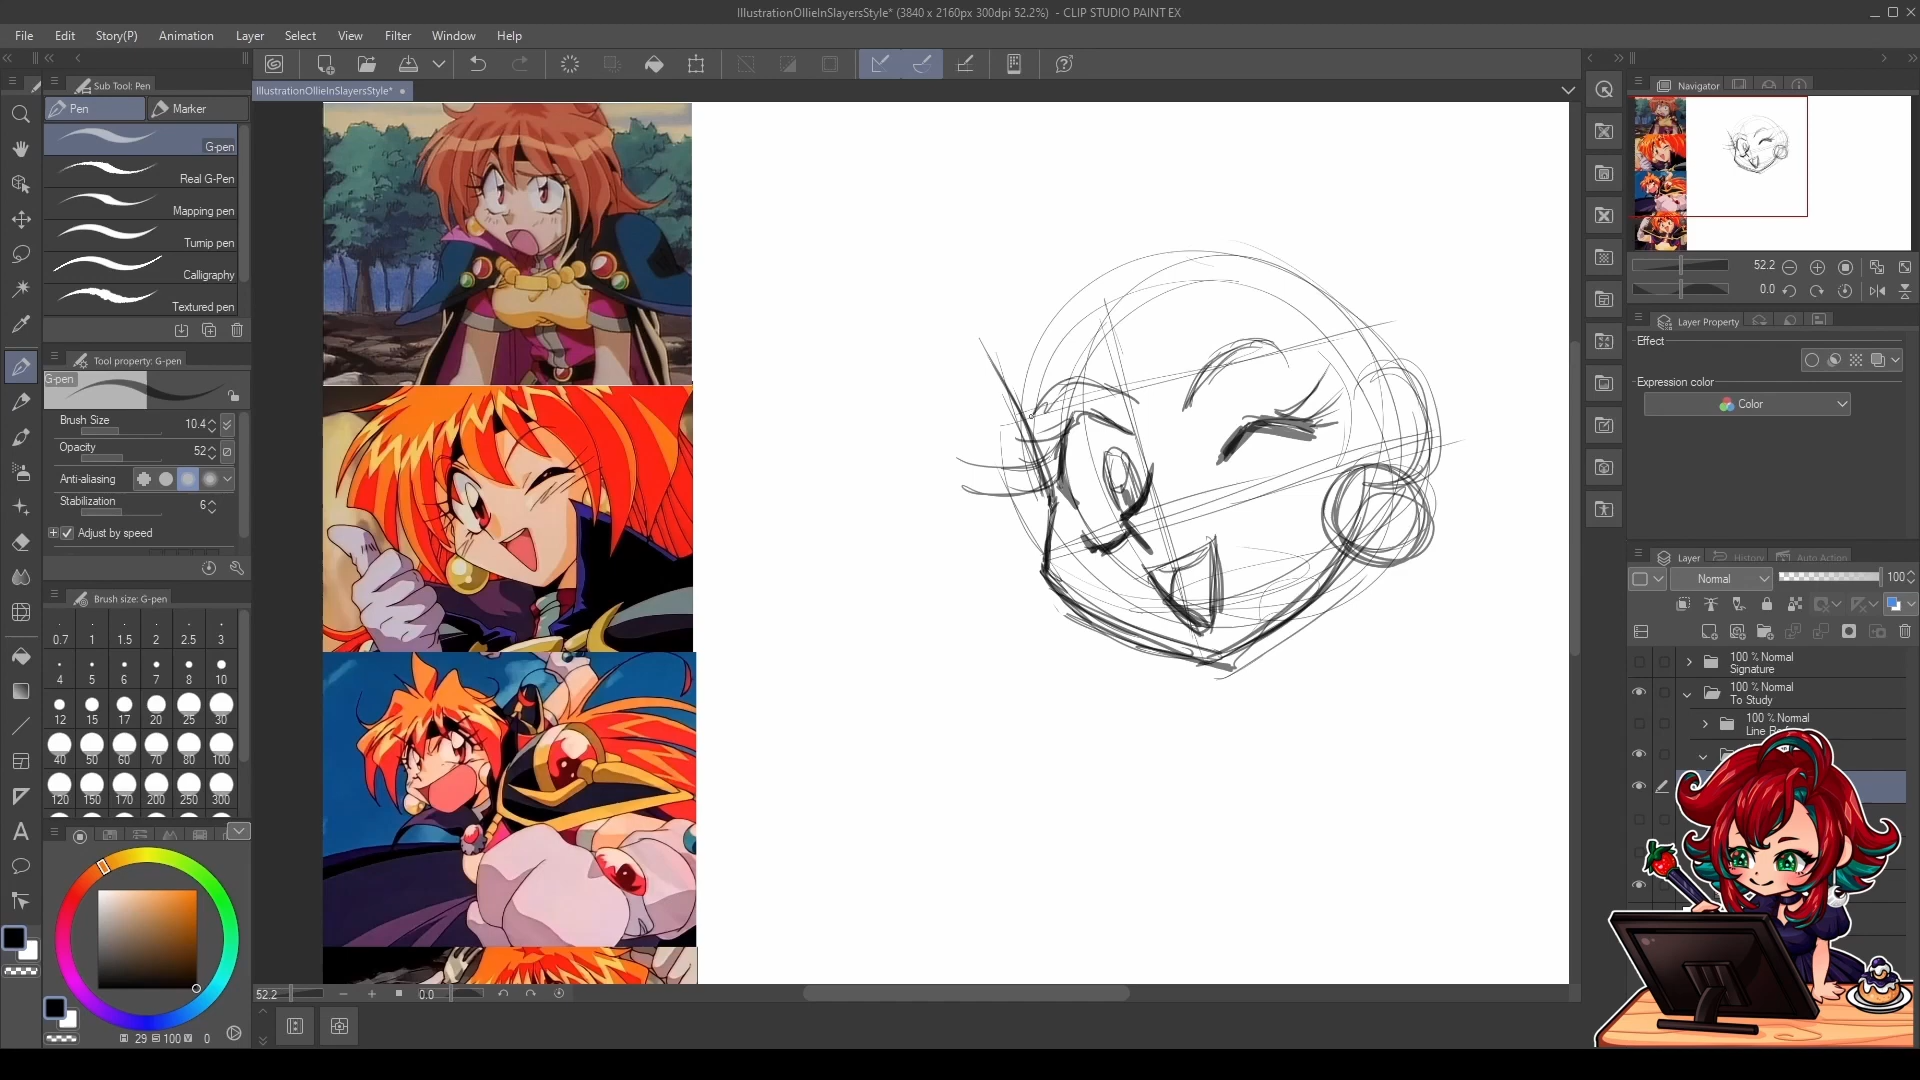 IllustrationOllieInSlayersStyle* (3840 x 2160px 300dpi 52.2%) - CLIP STUDIO PAINT EX
File Edit Story(P) Animation Layer Select View Filter Window Help
Sub Tool: Pen
IllustrationOllieInSlayersStyle*
Navigator
Pen
Marker
G-pen
Real G-Pen
Mapping pen
Turnip pen
Calligraphy
Textured pen
52.2
0.0
Layer Property
Effect
Expression color
Color
Tool property: G-pen
G-pen
Brush Size 10.4
Opacity 52
Anti-aliasing
Stabilization 6
Adjust by speed
Brush size: G-pen
0.7 1 1.5 2 2.5 3
4 5 6 7 8 10
12 15 17 20 25 30
40 50 60 70 80 100
120 150 170 200 250 300
29 100 0
52.2
0.0
Layer History Auto Action
Normal 100
100 % Normal
Signature
100 % Normal
To Study
100 % Normal
Line